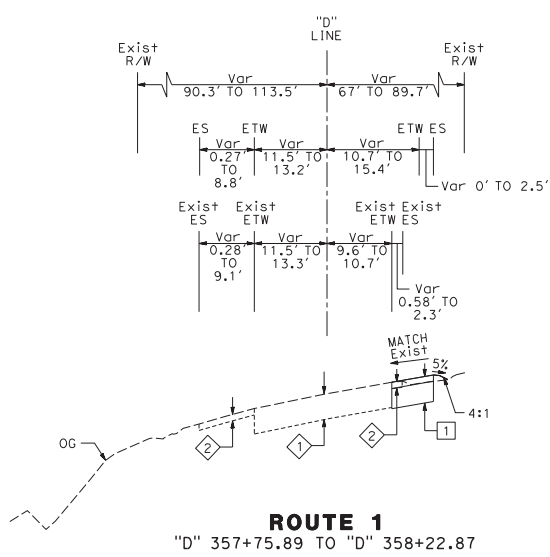 "D"
LINE
Exist
R/W
Exist
R/W
Var
90.3' TO 113.5'
Var
67' TO 89.7'
ES
ETW
ETW ES
Var
0.27'
TO
8.8'
Var
11.5' TO
13.2'
Var
10.7' TO
15.4'
Var 0' TO 2.5'
Exist
ES
Exist
ETW
Exist
ETW
Exist
ES
Var
0.28'
TO
9.1'
Var
11.5' TO
13.3'
Var
9.6' TO
10.7'
Var
0.58' TO
2.3'
MATCH
Exist
5%
4:1
OG
2
1
2
1
ROUTE 1
"D" 357+75.89 TO "D" 358+22.87